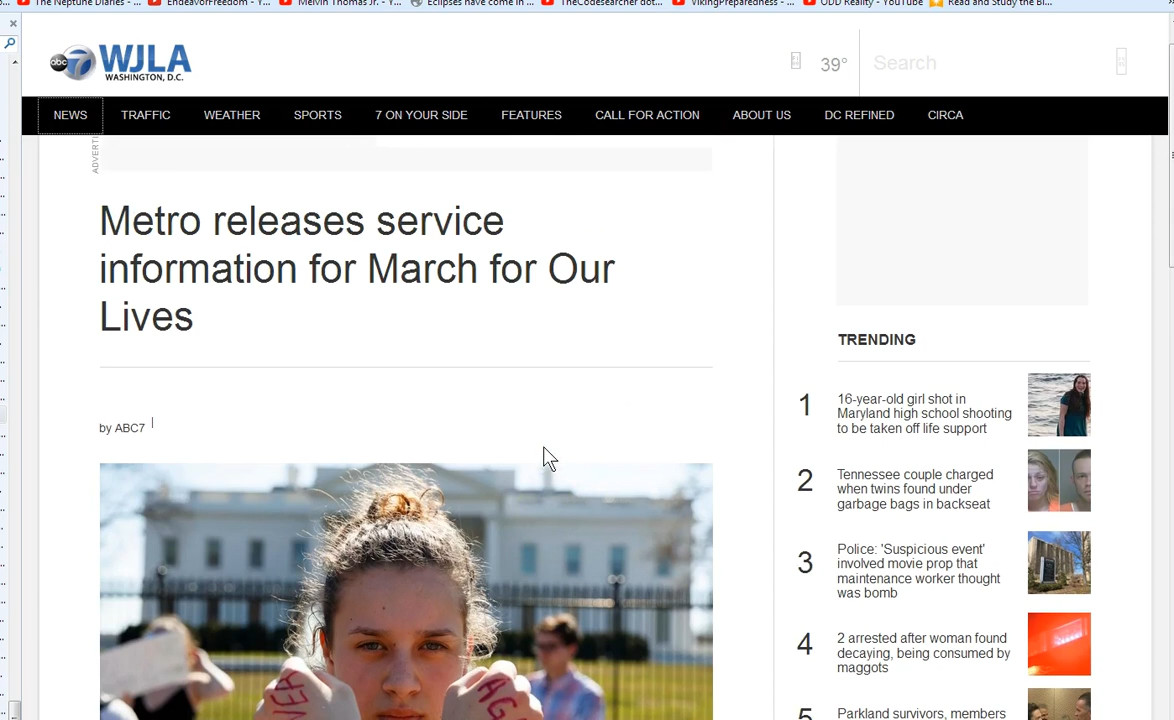 The Neptune Diaries - ...
EndeavorFreedom - Y...
Melvin Thomas Jr. - Y...
Eclipses have come in ...
TheCodesearcher dot...
VikingPreparedness - ...
ODD Reality - YouTube
Read and Study the Bi...
abc 7 WJLA
WASHINGTON, D.C.
39°
Search
NEWS TRAFFIC WEATHER SPORTS 7 ON YOUR SIDE FEATURES CALL FOR ACTION ABOUT US DC REFINED CIRCA
ADVERTI
Metro releases service
information for March for Our
Lives
by ABC7
TRENDING
1
16-year-old girl shot in
Maryland high school shooting
to be taken off life support
2
Tennessee couple charged
when twins found under
garbage bags in backseat
3
Police: 'Suspicious event'
involved movie prop that
maintenance worker thought
was bomb
4
2 arrested after woman found
decaying, being consumed by
maggots
5
Parkland survivors, members